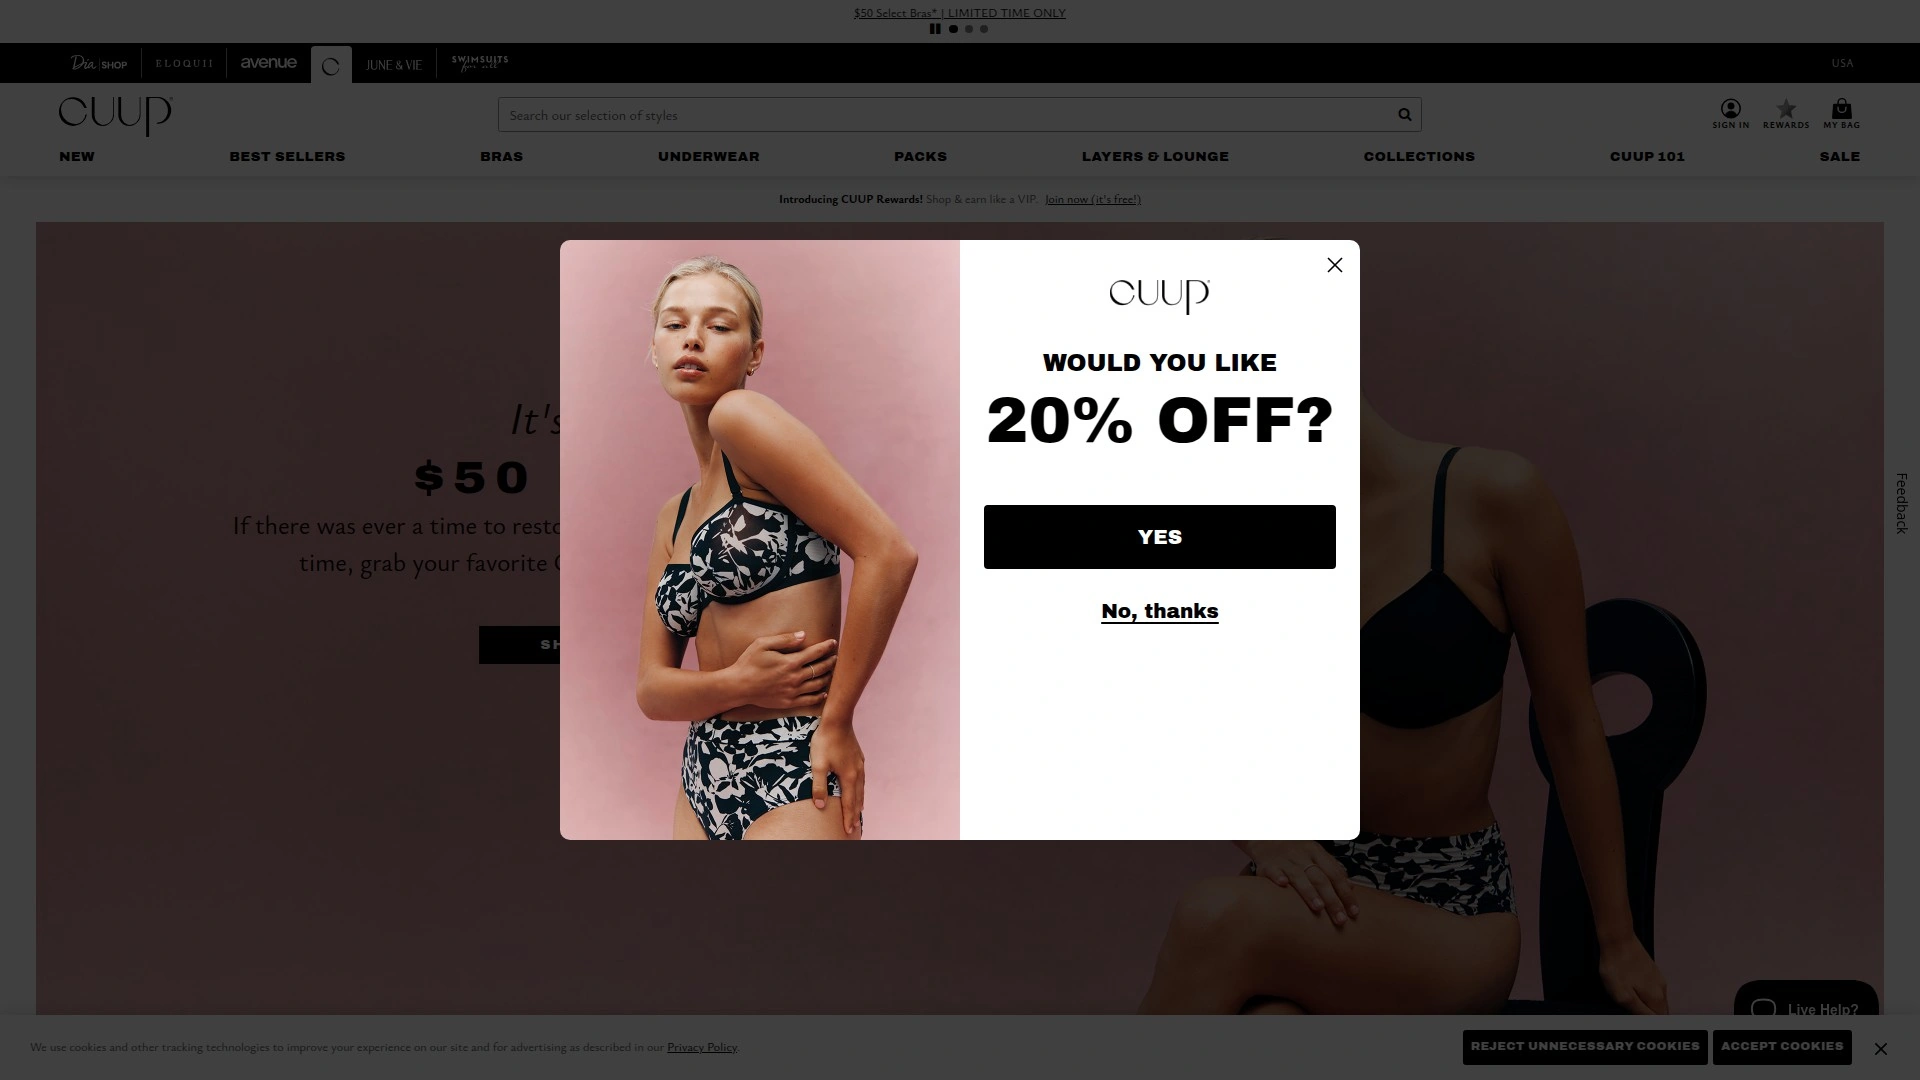 $50 Select Bras* | LIMITED TIME ONLY
Dia | SHOP
ELOQUII
avenue
C
JUNE & VIE
SWIMSUITS for all
USA
CUUP
Search our selection of styles
SIGN IN
REWARDS
MY BAG
NEW
BEST SELLERS
BRAS
UNDERWEAR
PACKS
LAYERS & LOUNGE
COLLECTIONS
CUUP 101
SALE
Introducing CUUP Rewards! Shop & earn like a VIP. Join now (it's free!)
It's
$50
If there was ever a time to
time, grab your favorite
CUUP
WOULD YOU LIKE
20% OFF?
YES
No, thanks
Feedback
Live Help?
We use cookies and other tracking technologies to improve your experience on our site and for advertising as described in our Privacy Policy.
REJECT UNNECESSARY COOKIES
ACCEPT COOKIES